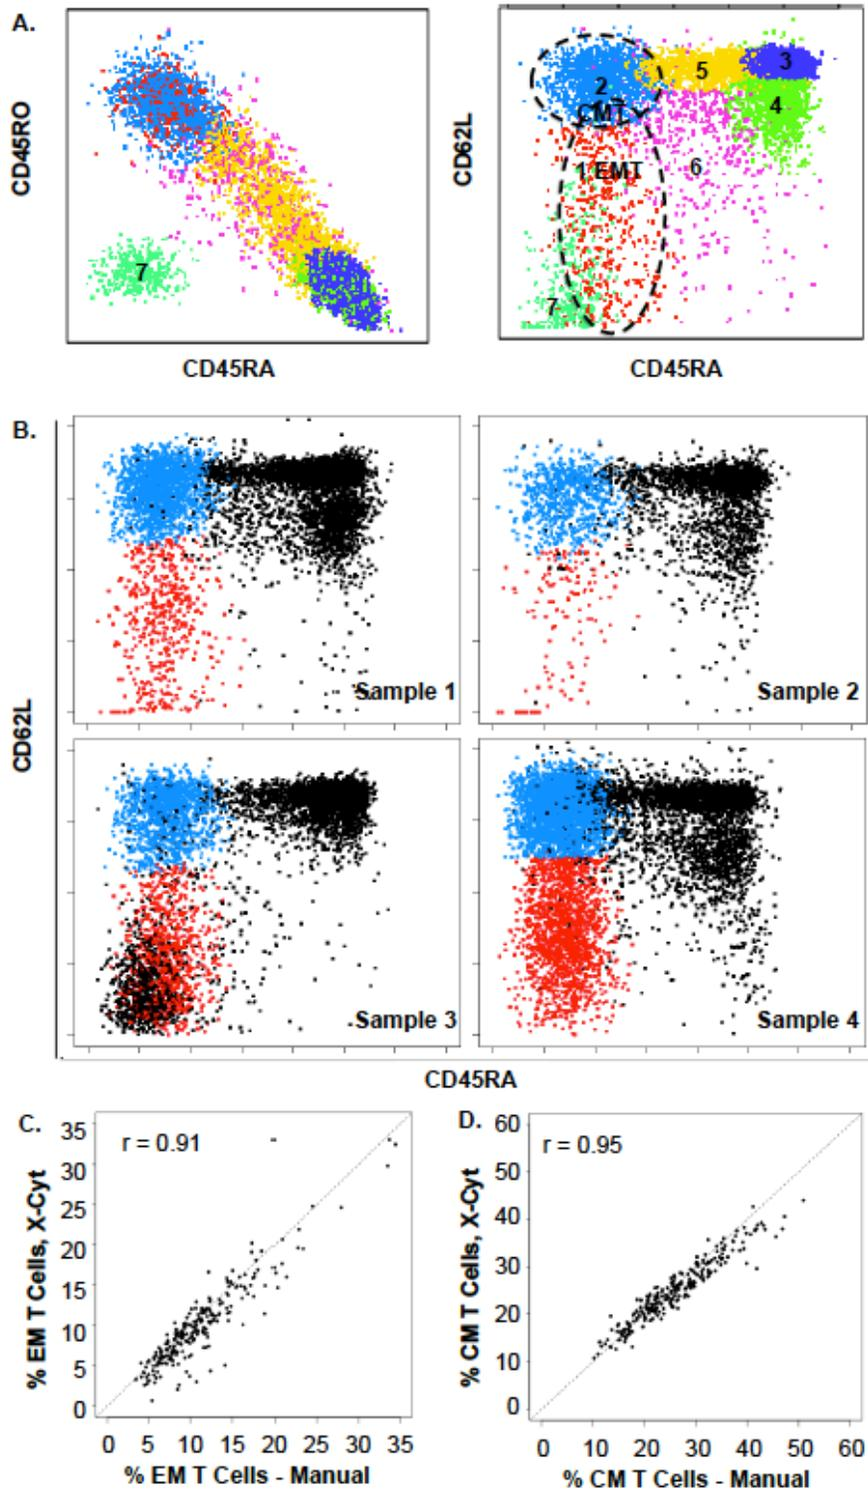 A.
CD45RO
7
CD45RA
CD62L
2
CMT
5
3
4
1 EMT
6
7
CD45RA
B.
CD62L
Sample 1
Sample 2
Sample 3
Sample 4
CD45RA
C.
r = 0.91
% EM T Cells, X-Cyt
35
30
25
20
15
10
5
0
0 5 10 15 20 25 30 35
% EM T Cells - Manual
D.
r = 0.95
% CM T Cells, X-Cyt
60
50
40
30
20
10
0
0 10 20 30 40 50 60
% CM T Cells - Manual